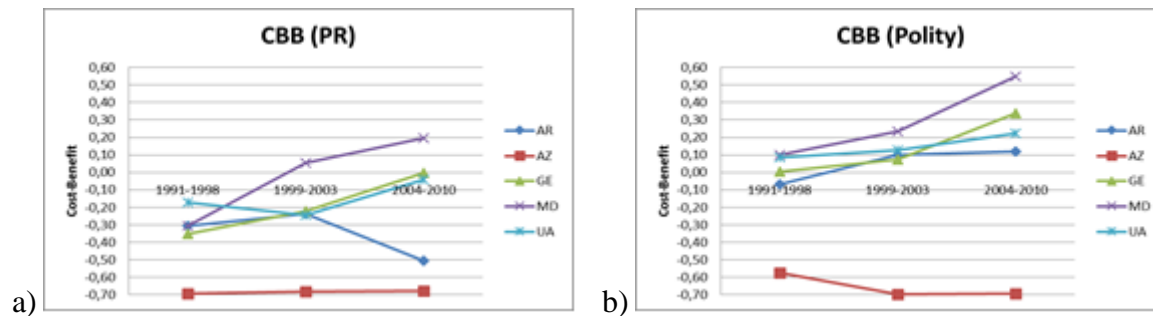 CBB (PR)
0,60
0,50
0,40
0,30
0,20
0,10
0,00
-0,10
-0,20
-0,30
-0,40
-0,50
-0,60
-0,70
Cost-Benefit
1991-1998
1999-2003
2004-2010
AR
AZ
GE
MD
UA
a)
CBB (Polity)
0,60
0,50
0,40
0,30
0,20
0,10
0,00
-0,10
-0,20
-0,30
-0,40
-0,50
-0,60
-0,70
Cost-Benefit
1991-1998
1999-2003
2004-2010
AR
AZ
GE
MD
UA
b)